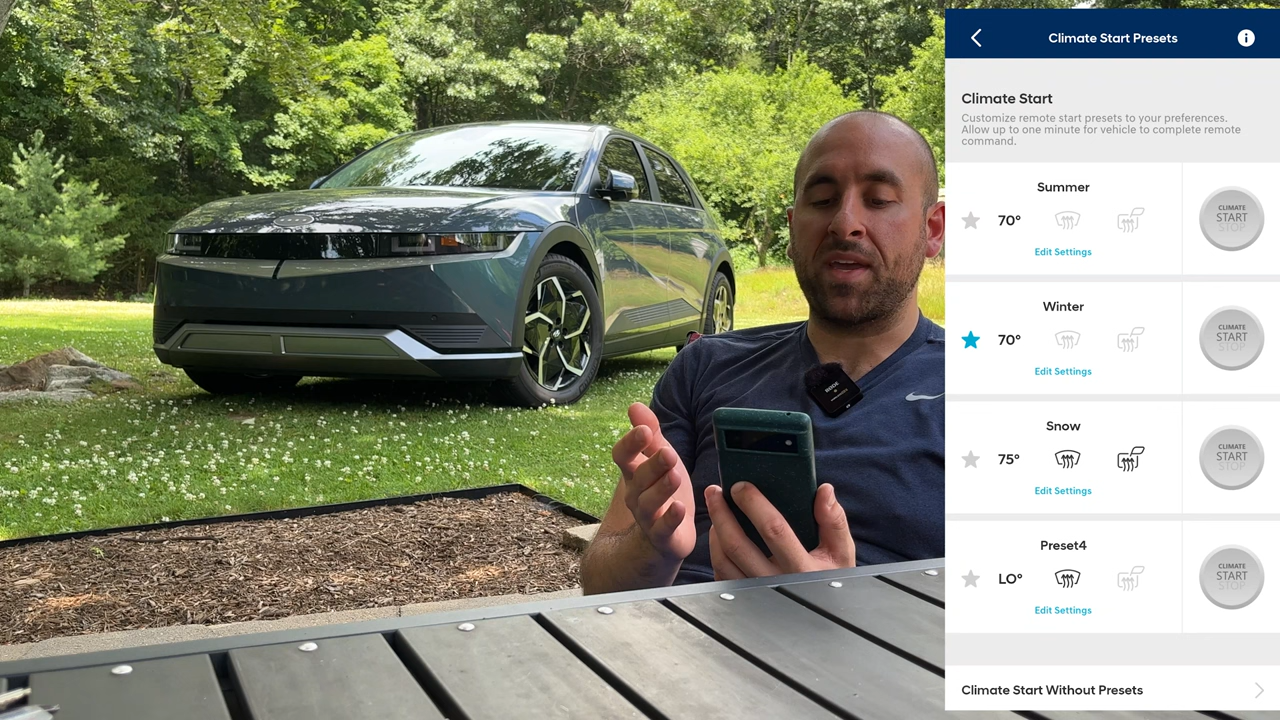 Climate Start Presets
Climate Start
Customize remote start presets to your preferences.
Allow up to one minute for vehicle to complete remote
command.
Summer
70°
Edit Settings
CLIMATE
START
STOP
Winter
70°
Edit Settings
CLIMATE
START
STOP
Snow
75°
Edit Settings
CLIMATE
START
STOP
Preset4
LO°
Edit Settings
CLIMATE
START
STOP
Climate Start Without Presets